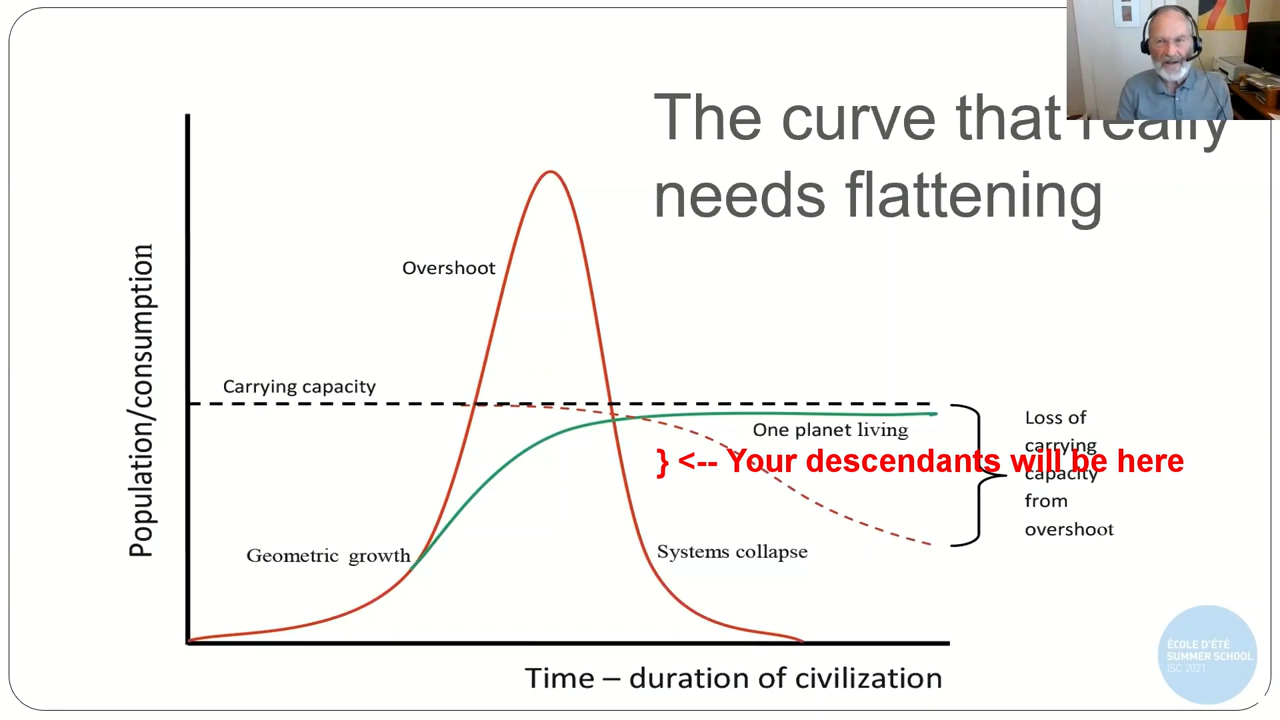 The curve that really
needs flattening
Population/consumption
Overshoot
Carrying capacity
One planet living
} <-- Your descendants will be here
Loss of
carrying
capacity
from
overshoot
Geometric growth
Systems collapse
Time – duration of civilization
ÉCOLE D'ÉTÉ
SUMMER SCHOOL
ISC 2021